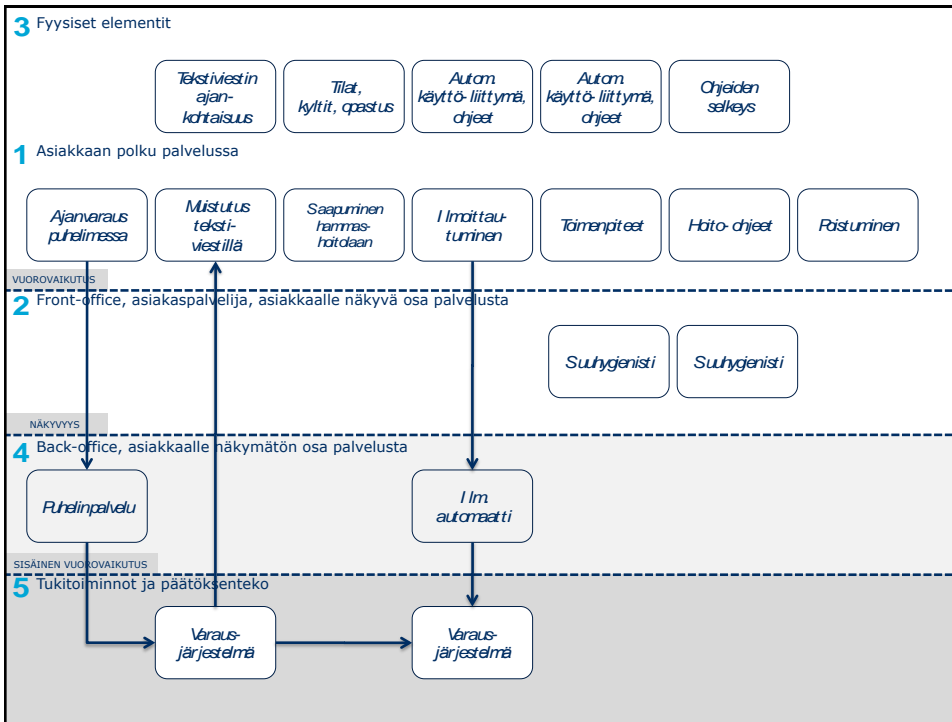 3 Fyysiset elementit
Tekstiviestin
ajan-
kohtaisuus
Tilat,
kyltit, opastus
Autom.
käyttö-liittymä,
ohjeet
Autom.
käyttö-liittymä,
ohjeet
Ohjeiden
selkeys
1 Asiakkaan polku palvelussa
Ajanvaraus
puhelimessa
Muistutus
teksti-
viestillä
Saapuminen
hammas-
hoitolaan
Ilmoittau-
tuminen
Toimenpiteet
Hoito-ohjeet
Poistuminen
VUOROVAIKUTUS
2 Front-office, asiakaspalvelija, asiakkaalle näkyvä osa palvelusta
Suuhygienisti
Suuhygienisti
NÄKYVYYS
4 Back-office, asiakkaalle näkymätön osa palvelusta
Puhelinpalvelu
Ilm.
automaatti
SISÄINEN VUOROVAIKUTUS
5 Tukitoiminnot ja päätöksenteko
Varaus-
järjestelmä
Varaus-
järjestelmä